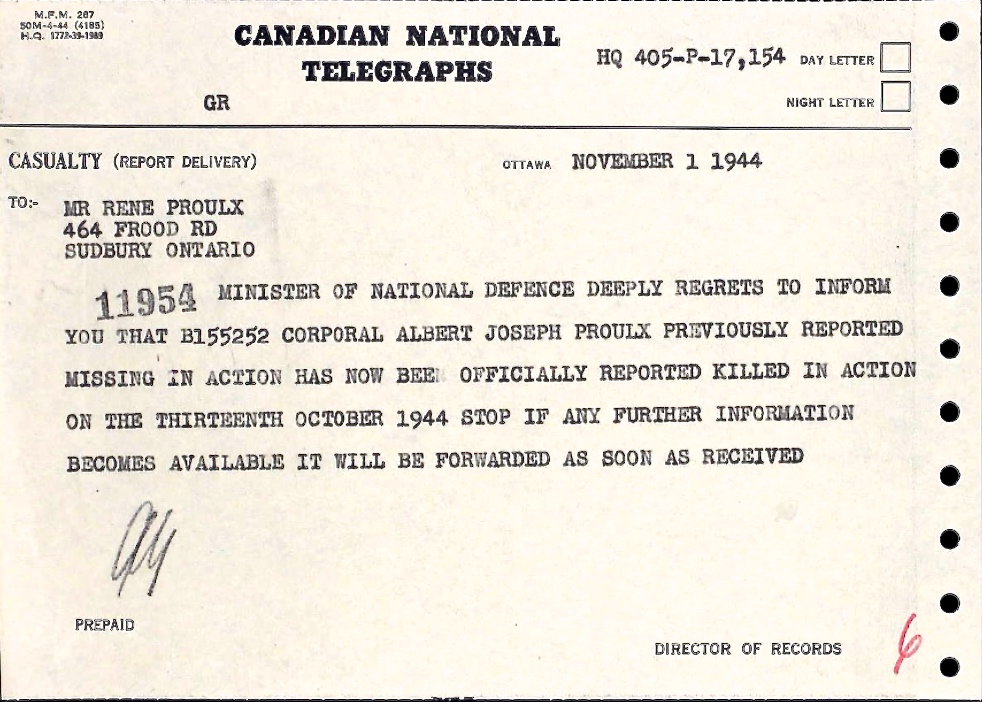 M.F.M. 287
50M-4-44 (4185)
H.Q. 1772-39-1989
CANADIAN NATIONAL
TELEGRAPHS
HQ 405-P-17,154 DAY LETTER
GR
NIGHT LETTER
CASUALTY (REPORT DELIVERY)
OTTAWA NOVEMBER 1 1944
TO:- MR RENE PROULX
464 FROOD RD
SUDBURY ONTARIO
11954 MINISTER OF NATIONAL DEFENCE DEEPLY REGRETS TO INFORM
YOU THAT B155252 CORPORAL ALBERT JOSEPH PROULX PREVIOUSLY REPORTED
MISSING IN ACTION HAS NOW BEE OFFICIALLY REPORTED KILLED IN ACTION
ON THE THIRTEENTH OCTOBER 1944 STOP IF ANY FURTHER INFORMATION
BECOMES AVAILABLE IT WILL BE FORWARDED AS SOON AS RECEIVED
PREPAID
DIRECTOR OF RECORDS
6